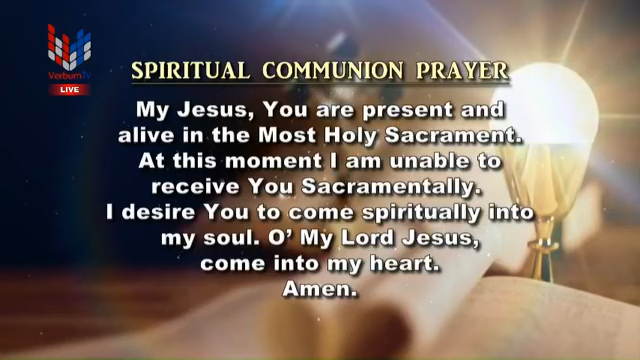 Verbum.TV
LIVE
SPIRITUAL COMMUNION PRAYER
My Jesus, You are present and
alive in the Most Holy Sacrament.
At this moment I am unable to
receive You Sacramentally.
I desire You to come spiritually into
my soul. O' My Lord Jesus,
come into my heart.
Amen.